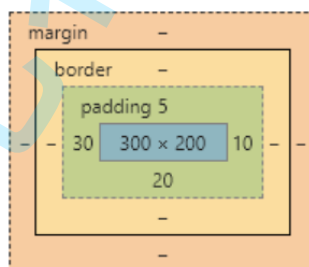 margin –
border –
padding 5
– – 30 300 × 200 10 – –
20
–
–